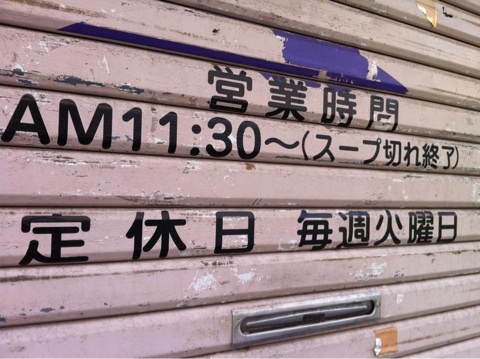 営業時間
AM11:30～(スープ切れ終了)
定休日 毎週火曜日